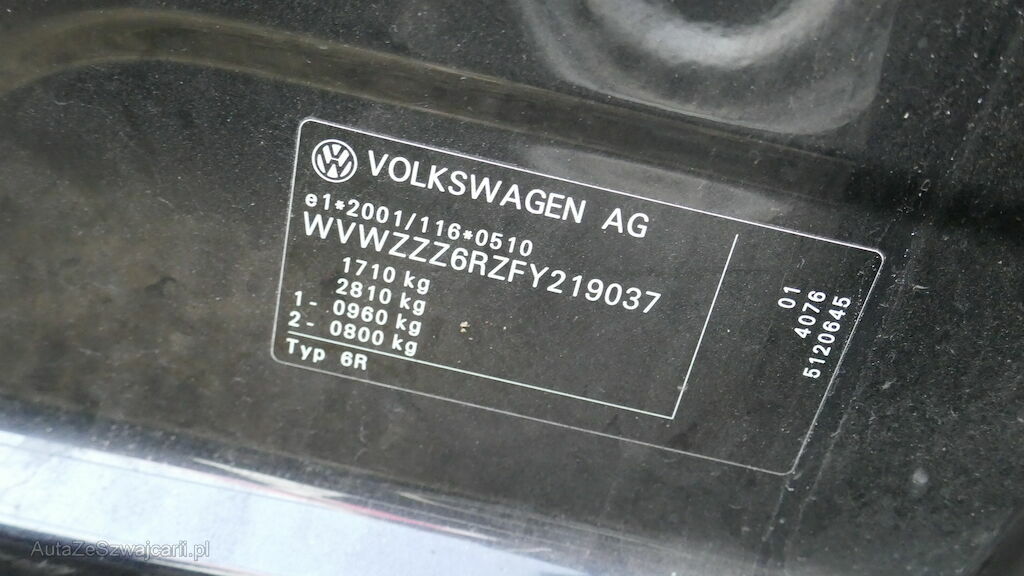 VOLKSWAGEN AG
e1*2001/116*0510
WVWZZZ6RZFY219037
1710 kg
2810 kg
1- 0960 kg
2- 0800 kg
Typ 6R
01
4076
5120645
AutaZeSzwajcarii.pl